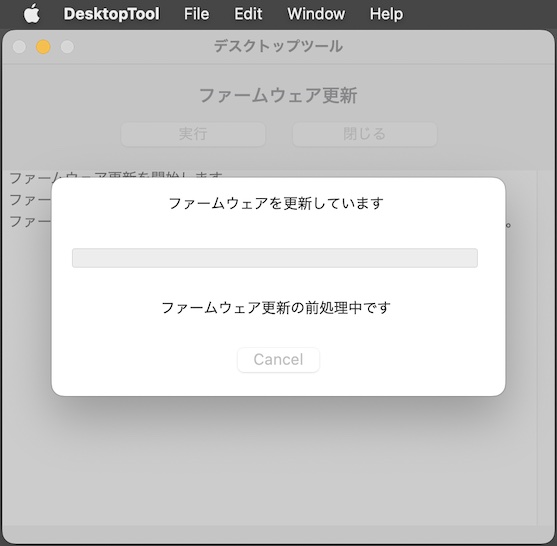 DesktopTool File Edit Window Help
デスクトップツール
ファームウェア更新
実行 閉じる
ファームウェア更新を開始します
ファー
ファー 。
ファームウェアを更新しています
ファームウェア更新の前処理中です
Cancel